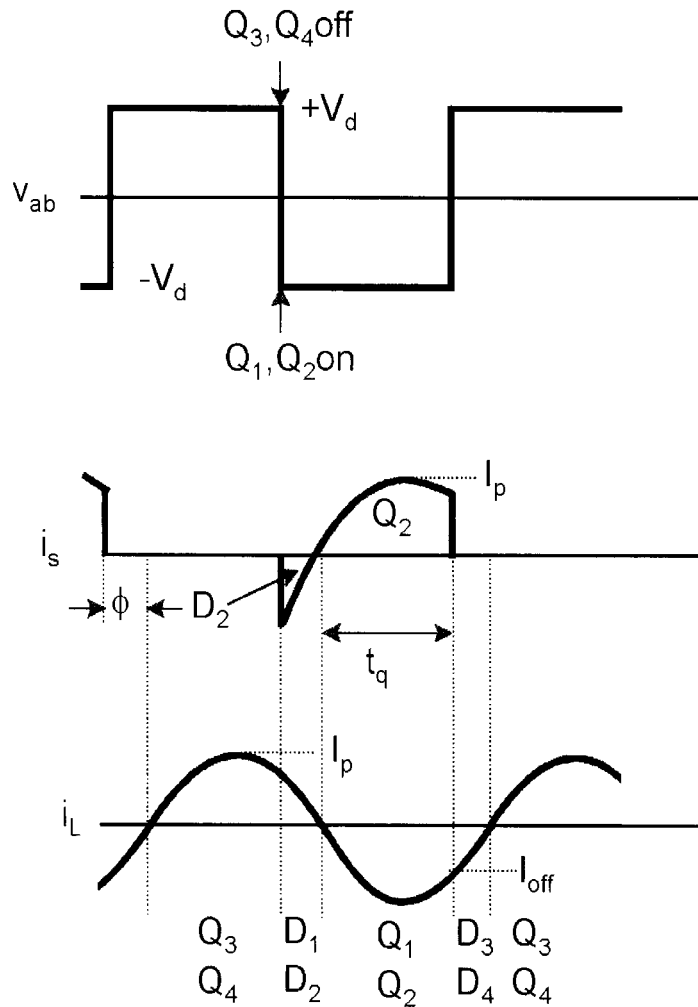 Q3, Q4off
+Vd
vab
-Vd
Q1, Q2on
Ip
Q2
is
ϕ
D2
tq
Ip
iL
Ioff
Q3 D1 Q1 D3 Q3
Q4 D2 Q2 D4 Q4